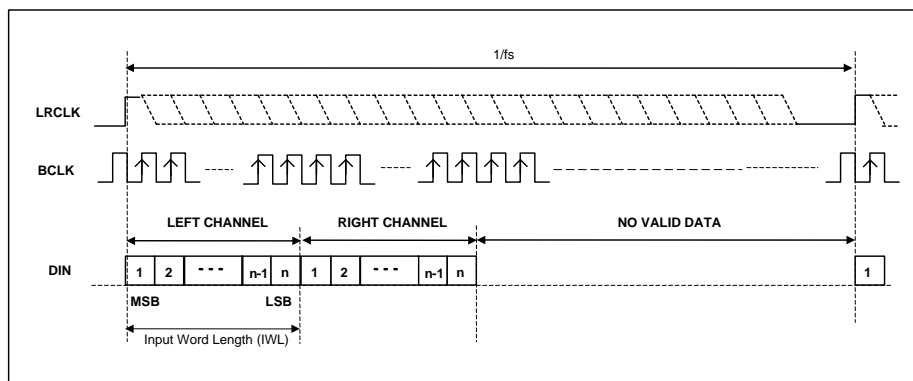 1/fs
LRCLK
BCLK
LEFT CHANNEL RIGHT CHANNEL NO VALID DATA
DIN 1 2 n-1 n 1 2 n-1 n 1
MSB LSB
Input Word Length (IWL)